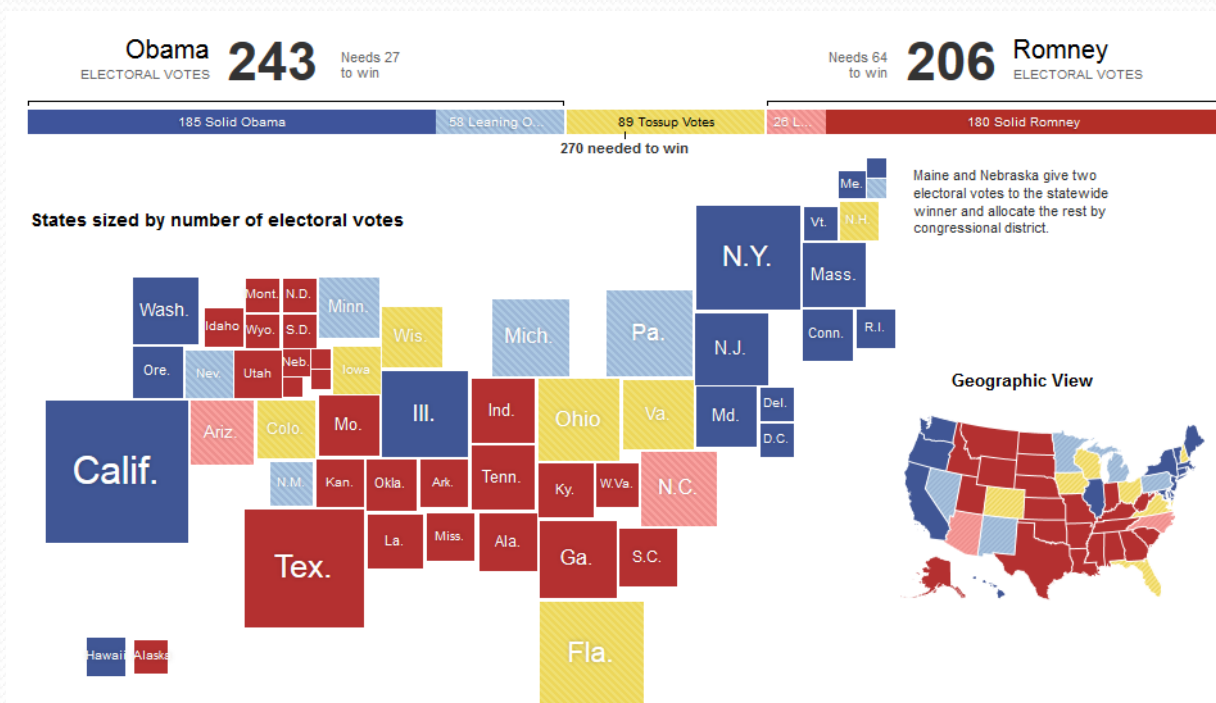 Obama
ELECTORAL VOTES
243
Needs 27
to win
Needs 64
to win
206
Romney
ELECTORAL VOTES
185 Solid Obama
58 Leaning O...
89 Tossup Votes
26 L...
180 Solid Romney
270 needed to win
Maine and Nebraska give two
electoral votes to the statewide
winner and allocate the rest by
congressional district.
States sized by number of electoral votes
Me.
Vt.
N.H.
N.Y.
Mass.
Wash.
Mont.
N.D.
Minn.
Idaho
Wyo.
S.D.
Wis.
Mich.
Pa.
N.J.
Conn.
R.I.
Ore.
Nev.
Utah
Neb.
Iowa
Ill.
Ind.
Ohio
Va.
Md.
Del.
D.C.
Geographic View
Calif.
Ariz.
Colo.
Mo.
N.M.
Kan.
Okla.
Ark.
Tenn.
Ky.
W.Va.
N.C.
Tex.
La.
Miss.
Ala.
Ga.
S.C.
Fla.
Hawaii
Alaska